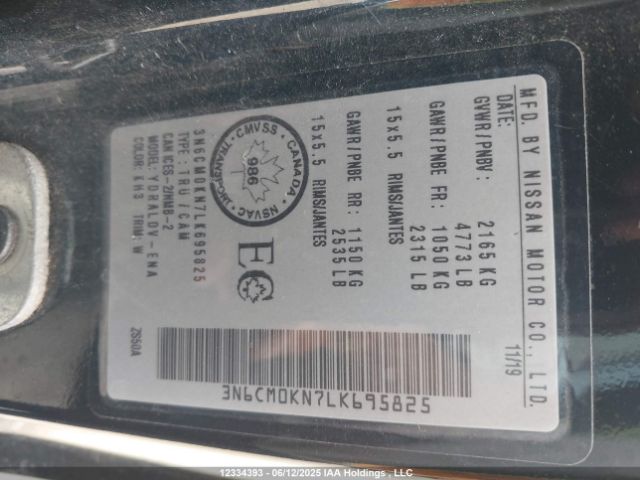 MFD. BY NISSAN MOTOR CO., LTD.
DATE: 11/19
GVWR/PNBV: 2165 KG
4773 LB
GAWR/PNBE FR: 1050 KG
2315 LB
15x5.5 RIMS/JANTES
GAWR/PNBE RR: 1150 KG
2535 LB
15x5.5 RIMS/JANTES
CMVSS CANADA
NSVAC TRANSPORT
986
EC
3N6CM0KN7LK695825
TYPE: TRU/CAM
CAN ICES-2/NMB-2
MODEL: YDRALDV-ENA
COLOR: KH3 TRIM: W
ZS50A
3N6CM0KN7LK695825
12334393 - 06/12/2025 IAA Holdings , LLC